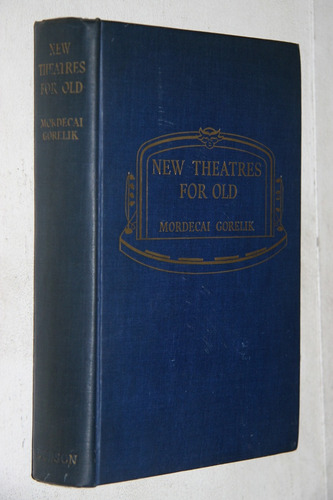 NEW
THEATRES
FOR OLD
MORDECAI
GORELIK
NEW THEATRES
FOR OLD
MORDECAI GORELIK